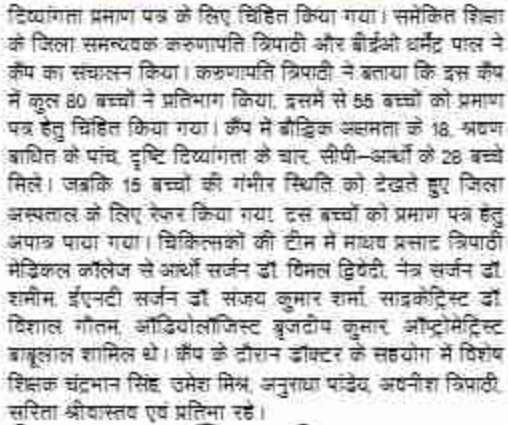 दिव्यांगता प्रमाण पत्र के लिए चिंहित किया गया। समेकित शिक्षा
के जिला समन्यवक करुणापति त्रिपाठी और बीईओ धर्मेंद्र पाल ने
कैंप का संचालन किया। करुणापति त्रिपाठी ने बताया कि इस कैंप
में कुल 80 बच्चों ने प्रतिभाग किया, इसमें से 55 बच्चों को प्रमाण
पत्र हेतु चिंहित किया गया। कैंप में बौद्धिक अक्षमता के 18, श्रवण
बाधित के पांच, दृष्टि दिव्यांगता के चार, सीपी–आर्थो के 28 बच्चे
मिले। जबकि 15 बच्चों की गंभीर स्थिति को देखते हुए जिला
अस्पताल के लिए रेफर किया गया, दस बच्चों को प्रमाण पत्र हेतु
अपात्र पाया गया। चिकित्सकों की टीम में माधव प्रसाद त्रिपाठी
मेडिकल कॉलेज से आर्थो सर्जन डॉ विमल द्विवेदी, नेत्र सर्जन डॉ
शमीम, ईएनटी सर्जन डॉ संजय कुमार शर्मा, साइकेट्रिस्ट डॉ
विशाल गौतम, ऑडियोलॉजिस्ट बृजदीप कुमार, ऑप्ट्रोमेट्रिस्ट
बाबूलाल शामिल थे। कैंप के दौरान डॉक्टर के सहयोग में विशेष
शिक्षक चंद्रभान सिंह, उमेश मिश्र, अनुराधा पांडेय, अवनीश त्रिपाठी,
सरिता श्रीवास्तव एवं प्रतिमा रहे।